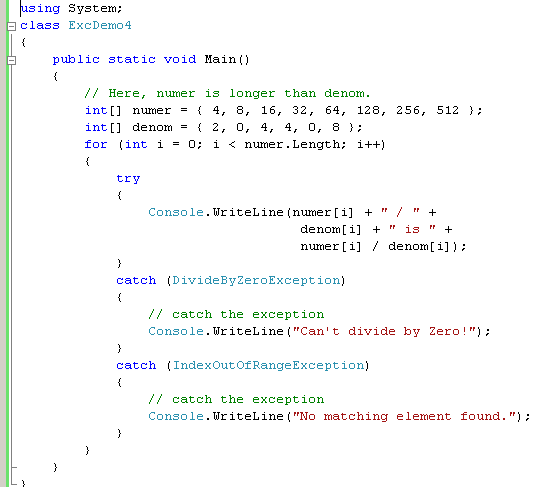 using System;
class ExcDemo4
{
    public static void Main()
    {
        // Here, numer is longer than denom.
        int[] numer = { 4, 8, 16, 32, 64, 128, 256, 512 };
        int[] denom = { 2, 0, 4, 4, 0, 8 };
        for (int i = 0; i < numer.Length; i++)
        {
            try
            {
                Console.WriteLine(numer[i] + " / " +
                                   denom[i] + " is " +
                                   numer[i] / denom[i]);
            }
            catch (DivideByZeroException)
            {
                // catch the exception
                Console.WriteLine("Can't divide by Zero!");
            }
            catch (IndexOutOfRangeException)
            {
                // catch the exception
                Console.WriteLine("No matching element found.");
            }
        }
    }
}